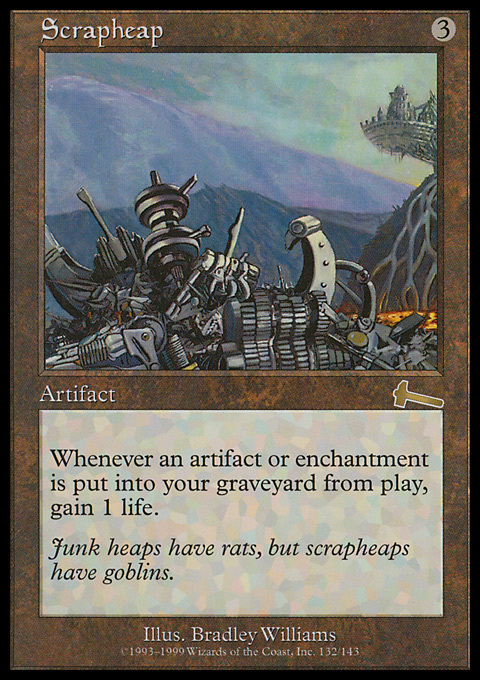 Scrapheap 3
Artifact
Whenever an artifact or enchantment
is put into your graveyard from play,
gain 1 life.
Junk heaps have rats, but scrapheaps
have goblins.
Illus. Bradley Williams
©1993–1999 Wizards of the Coast, Inc. 132/143